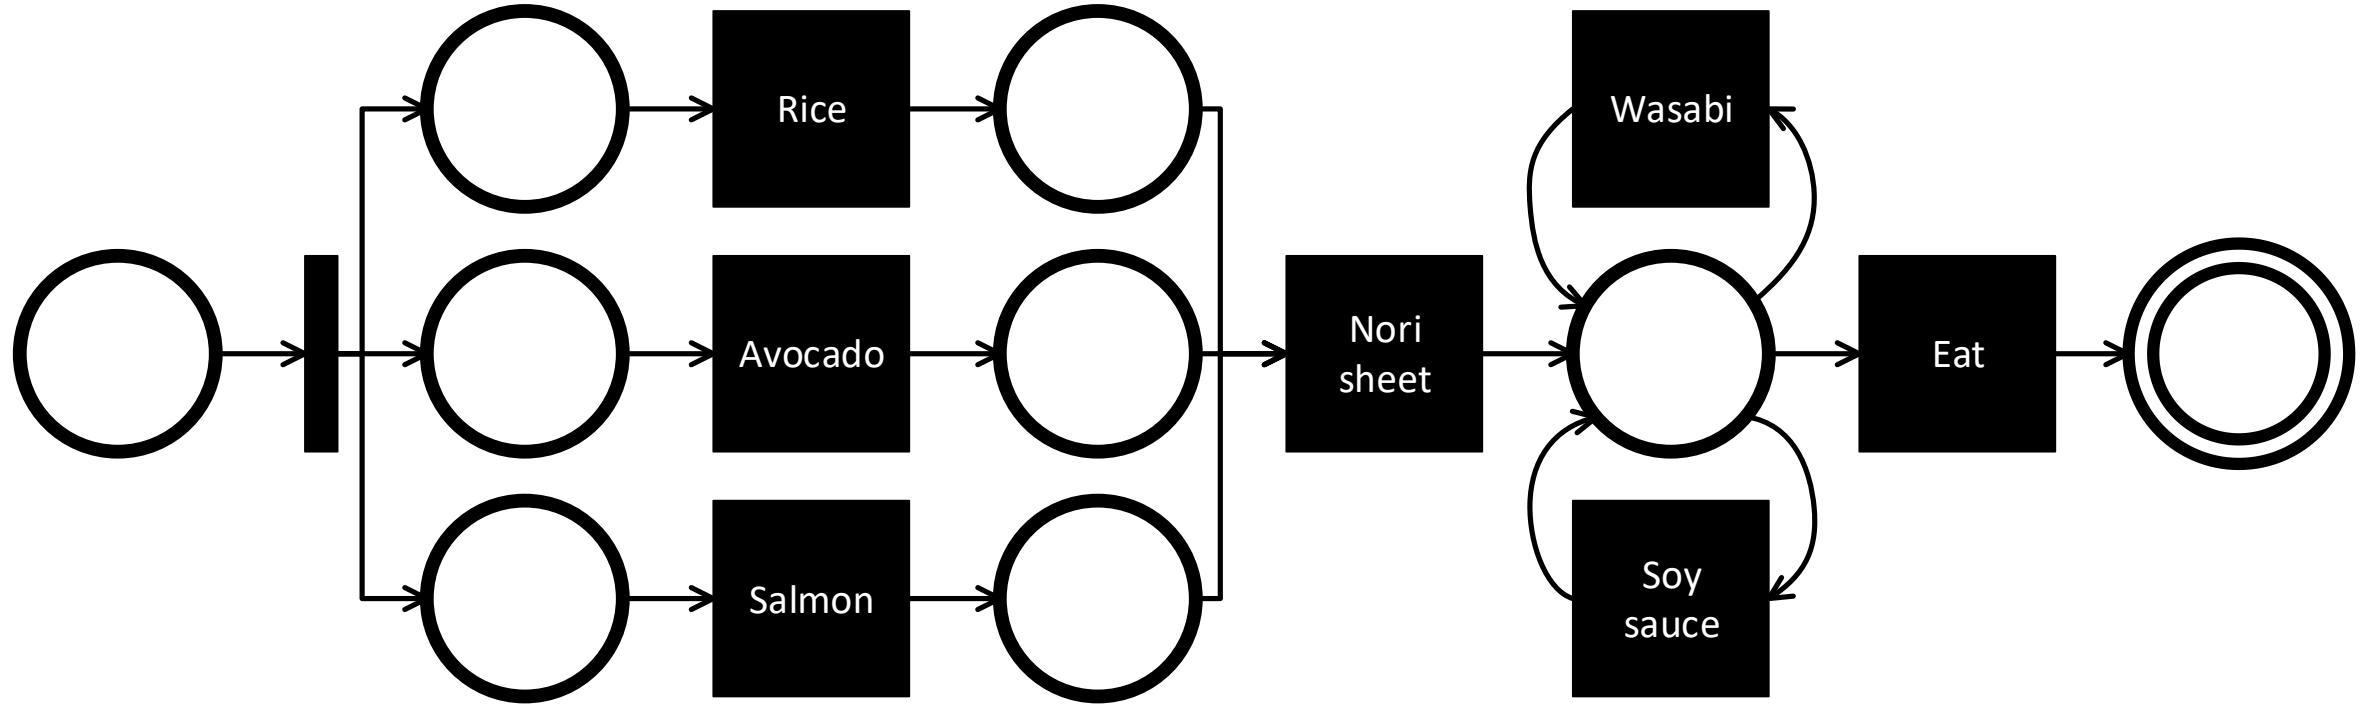 Rice
Avocado
Salmon
Nori
sheet
Wasabi
Soy
sauce
Eat